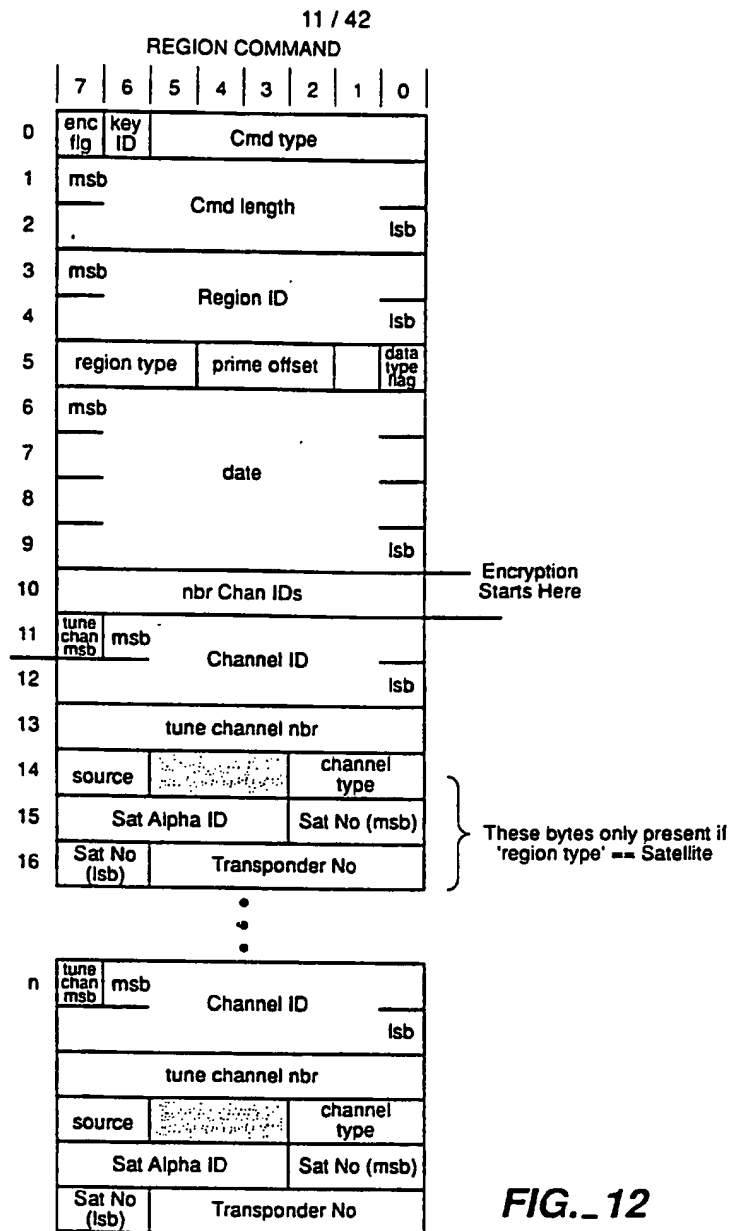 11 / 42
REGION COMMAND
7 6 5 4 3 2 1 0
0 enc flg key ID Cmd type
1 msb
Cmd length
2 lsb
3 msb
Region ID
4 lsb
5 region type prime offset data type flag
6 msb
7
date
8
9 lsb
Encryption
Starts Here
10 nbr Chan IDs
11 tune chan msb msb
Channel ID
12 lsb
13 tune channel nbr
14 source channel type
15 Sat Alpha ID Sat No (msb)
16 Sat No (lsb) Transponder No
These bytes only present if
'region type' == Satellite
n tune chan msb msb
Channel ID
lsb
tune channel nbr
source channel type
Sat Alpha ID Sat No (msb)
Sat No (lsb) Transponder No
FIG._12